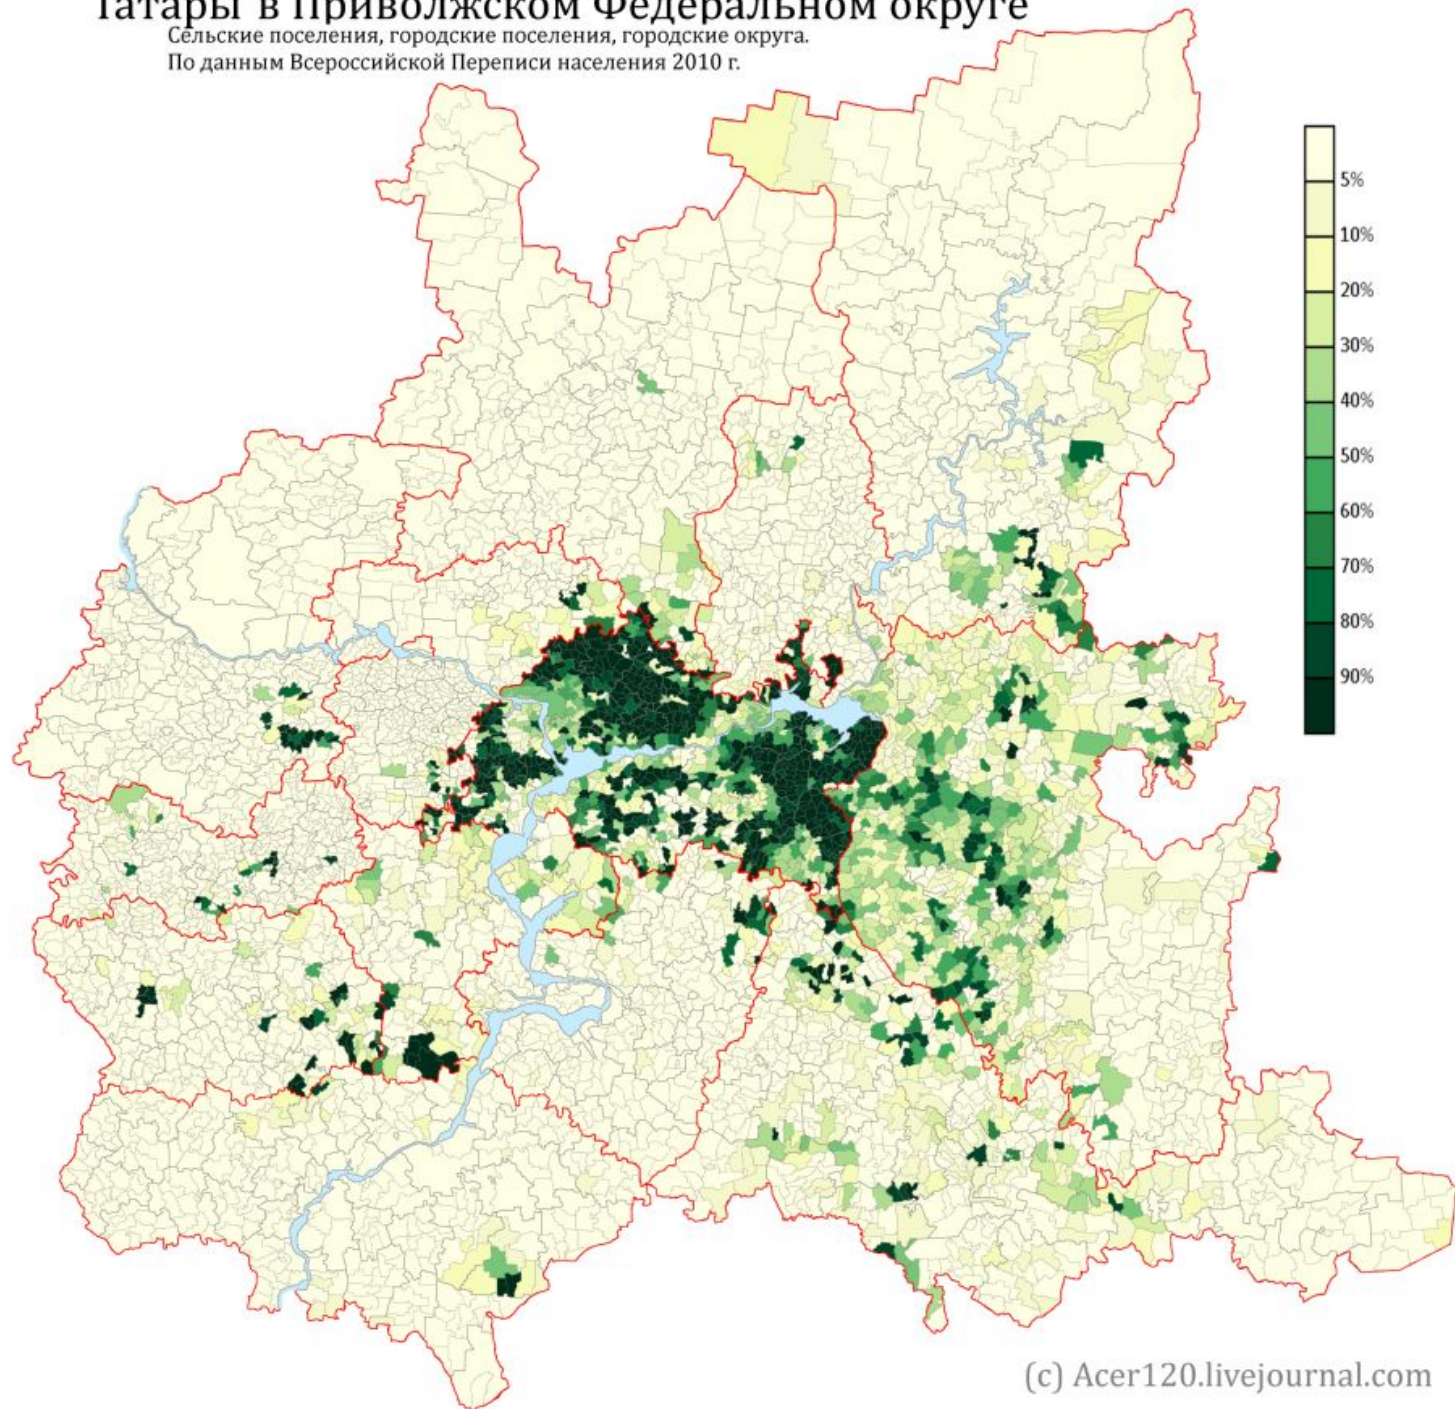 Татары в Приволжском Федеральном округе
Сельские поселения, городские поселения, городские округа.
По данным Всероссийской Переписи населения 2010 г.
5%
10%
20%
30%
40%
50%
60%
70%
80%
90%
(c) Acer120.livejournal.com